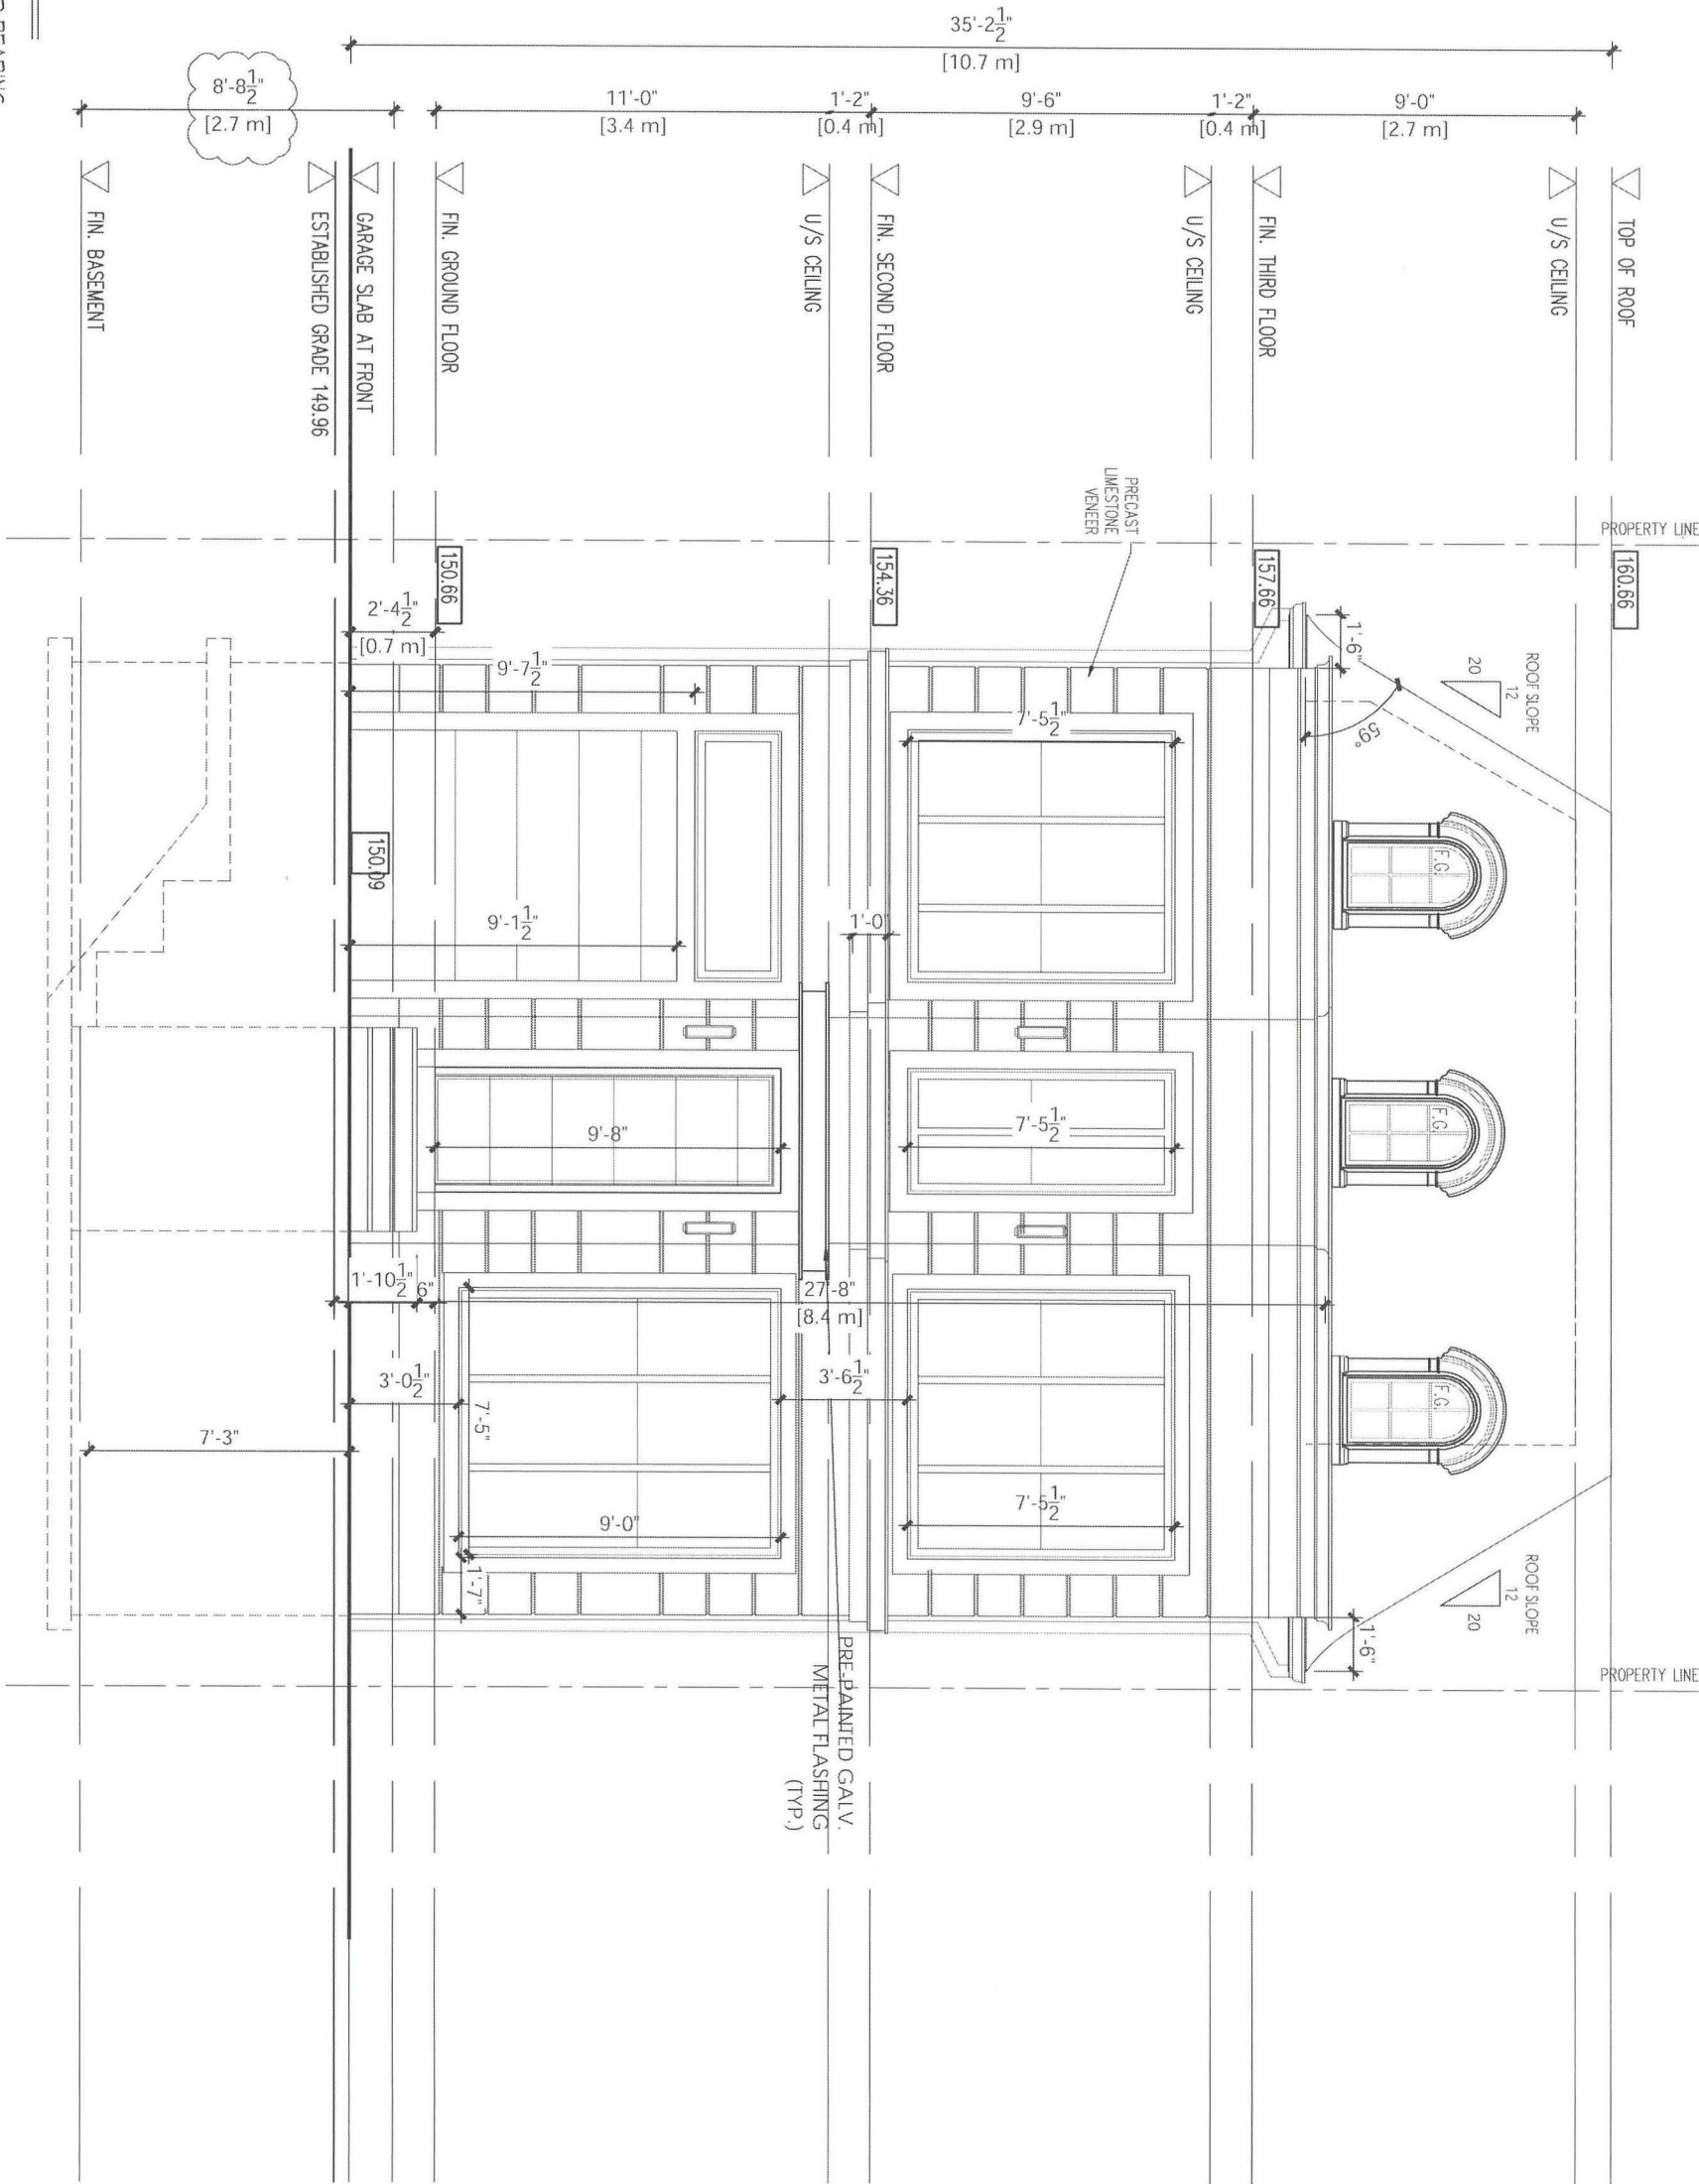 35'-2 1/2"
[10.7 m]
8'-8 1/2"
[2.7 m]
11'-0"
[3.4 m]
1'-2"
[0.4 m]
9'-6"
[2.9 m]
1'-2"
[0.4 m]
9'-0"
[2.7 m]
TOP OF ROOF
U/S CEILING
FIN. THIRD FLOOR
U/S CEILING
FIN. SECOND FLOOR
U/S CEILING
FIN. GROUND FLOOR
GARAGE SLAB AT FRONT
ESTABLISHED GRADE 149.96
FIN. BASEMENT
PRECAST
LIMESTONE
VENEER
PROPERTY LINE
160.66
157.66
154.36
150.66
2'-4 1/2"
[0.7 m]
9'-7 1/2"
1'-6"
ROOF SLOPE
12
20
59°
7'-5 1/2"
150.09
9'-1 1/2"
1'-0
F.G.
F.G.
F.G.
9'-8"
7'-5 1/2"
1'-10 1/2"
6"
27'-8"
[8.4 m]
3'-0 1/2"
3'-6 1/2"
7'-5"
7'-3"
9'-0"
7'-5 1/2"
1'-7"
ROOF SLOPE
12
20
1'-6"
PROPERTY LINE
PRE-PAINTED GALV.
METAL FLASHING
(TYP.)